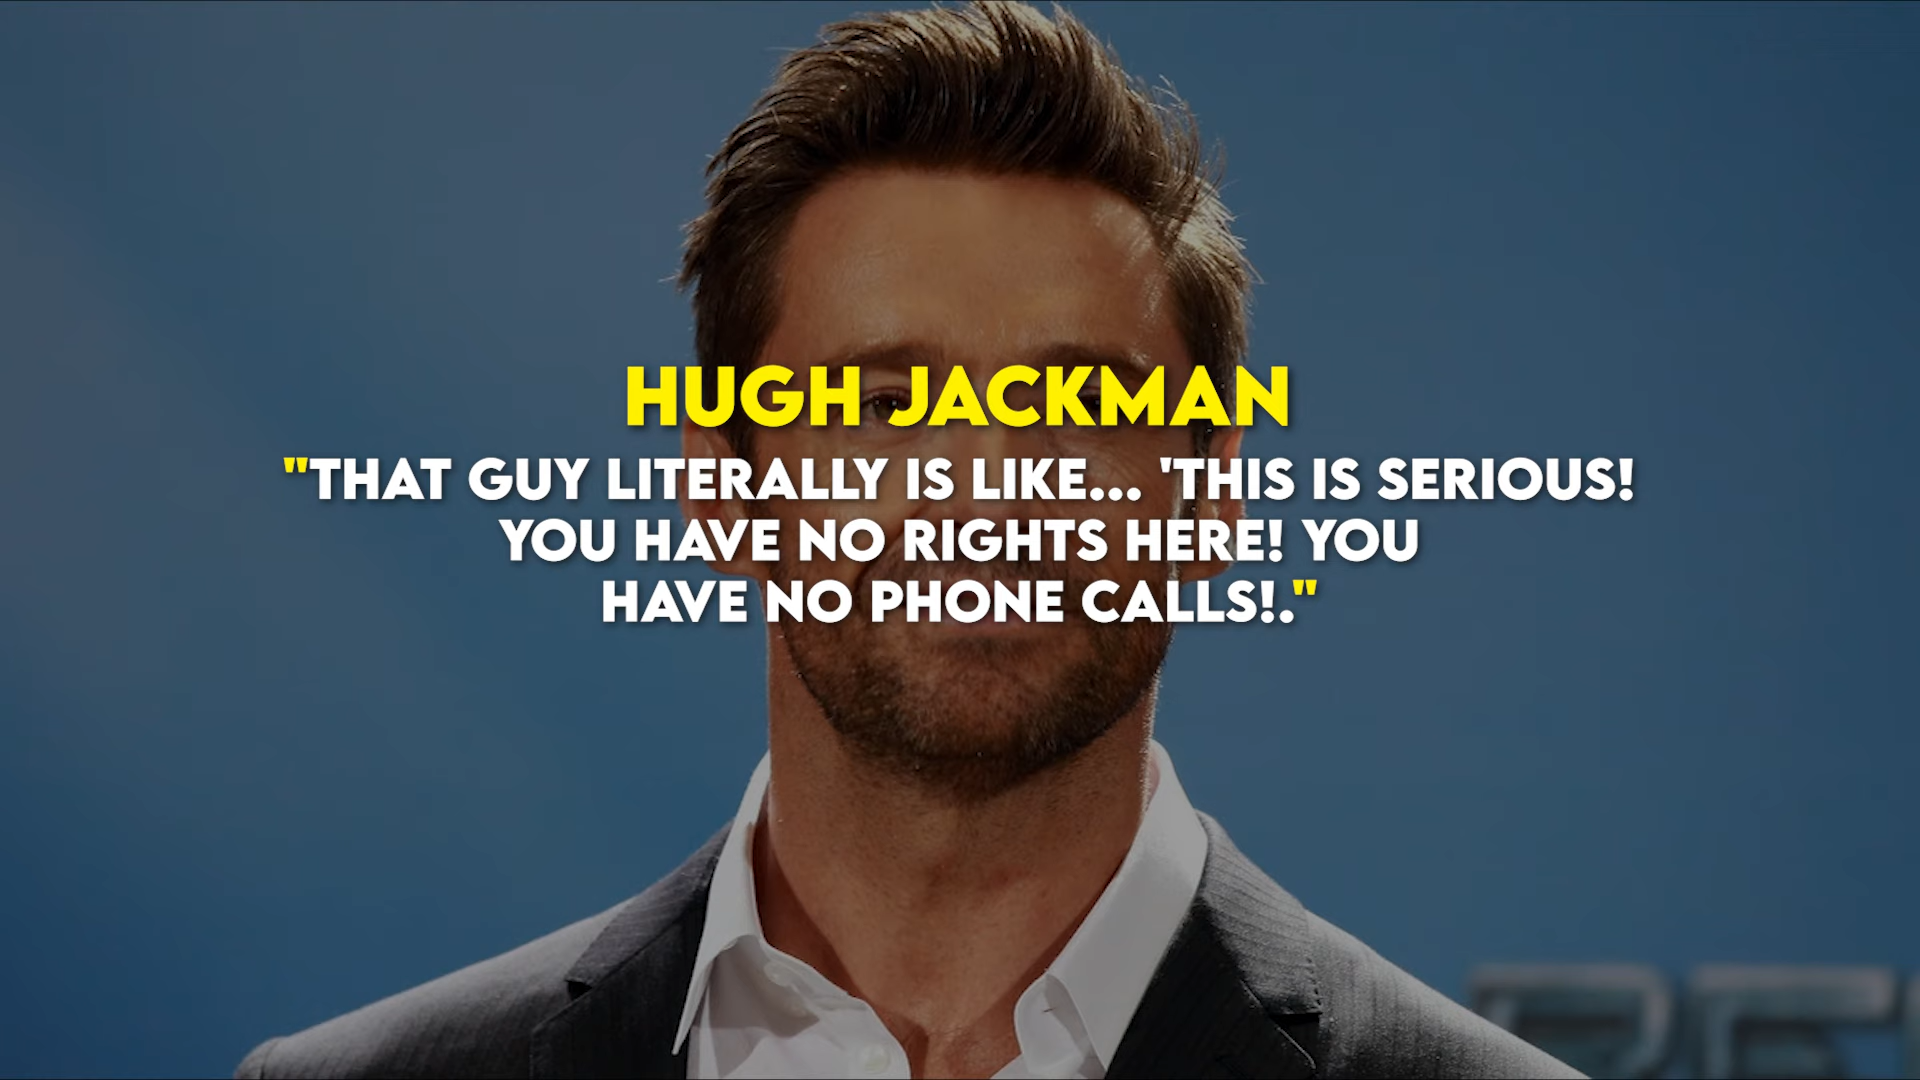 HUGH JACKMAN
"THAT GUY LITERALLY IS LIKE... 'THIS IS SERIOUS!
YOU HAVE NO RIGHTS HERE! YOU
HAVE NO PHONE CALLS!."